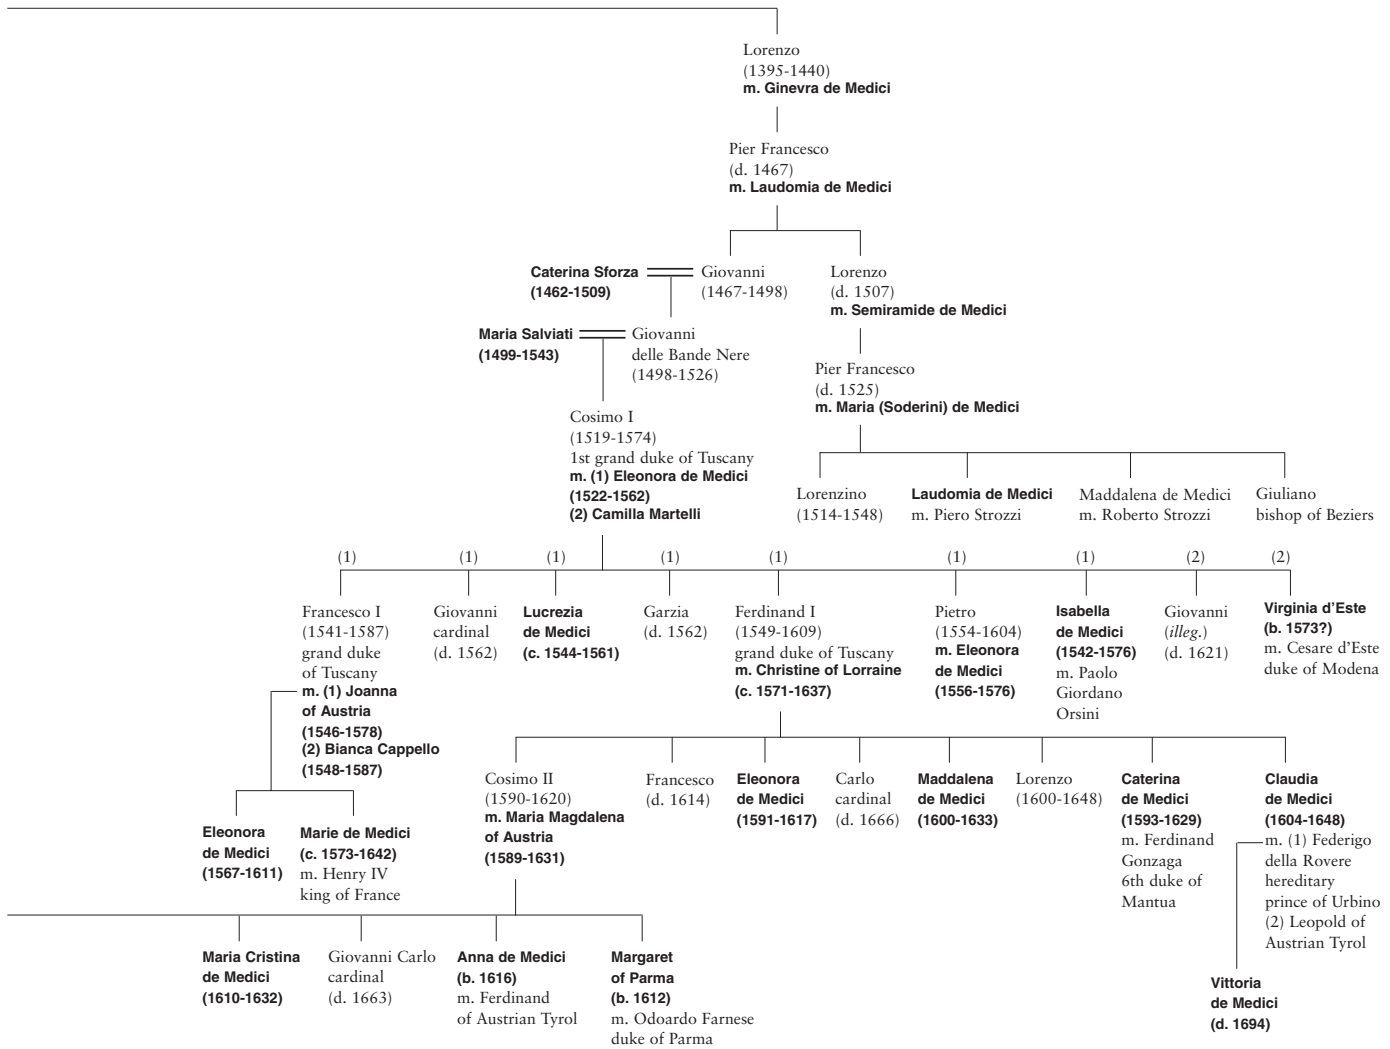 Lorenzo
(1395-1440)
m. Ginevra de Medici
Pier Francesco
(d. 1467)
m. Laudomia de Medici
Caterina Sforza
(1462-1509)
Giovanni
(1467-1498)
Lorenzo
(d. 1507)
m. Semiramide de Medici
Maria Salviati
(1499-1543)
Giovanni
delle Bande Nere
(1498-1526)
Pier Francesco
(d. 1525)
m. Maria (Soderini) de Medici
Cosimo I
(1519-1574)
1st grand duke of Tuscany
m. (1) Eleonora de Medici
(1522-1562)
(2) Camilla Martelli
Lorenzino
(1514-1548)
Laudomia de Medici
m. Piero Strozzi
Maddalena de Medici
m. Roberto Strozzi
Giuliano
bishop of Beziers
(1)
Francesco I
(1541-1587)
grand duke
of Tuscany
m. (1) Joanna
of Austria
(1546-1578)
(2) Bianca Cappello
(1548-1587)
(1)
Giovanni
cardinal
(d. 1562)
(1)
Lucrezia
de Medici
(c. 1544-1561)
(1)
Garzia
(d. 1562)
(1)
Ferdinand I
(1549-1609)
grand duke of Tuscany
m. Christine of Lorraine
(c. 1571-1637)
(1)
Pietro
(1554-1604)
m. Eleonora
de Medici
(1556-1576)
(1)
Isabella
de Medici
(1542-1576)
m. Paolo
Giordano
Orsini
(2)
Giovanni
(illeg.)
(d. 1621)
(2)
Virginia d'Este
(b. 1573?)
m. Cesare d'Este
duke of Modena
Eleonora
de Medici
(1567-1611)
Marie de Medici
(c. 1573-1642)
m. Henry IV
king of France
Cosimo II
(1590-1620)
m. Maria Magdalena
of Austria
(1589-1631)
Francesco
(d. 1614)
Eleonora
de Medici
(1591-1617)
Carlo
cardinal
(d. 1666)
Maddalena
de Medici
(1600-1633)
Lorenzo
(1600-1648)
Caterina
de Medici
(1593-1629)
m. Ferdinand
Gonzaga
6th duke of
Mantua
Claudia
de Medici
(1604-1648)
m. (1) Federigo
della Rovere
hereditary
prince of Urbino
(2) Leopold of
Austrian Tyrol
Maria Cristina
de Medici
(1610-1632)
Giovanni Carlo
cardinal
(d. 1663)
Anna de Medici
(b. 1616)
m. Ferdinand
of Austrian Tyrol
Margaret
of Parma
(b. 1612)
m. Odoardo Farnese
duke of Parma
Vittoria
de Medici
(d. 1694)